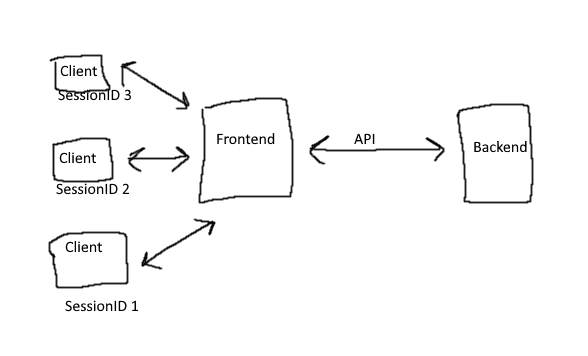 Client
SessionID 3
Frontend
API
Backend
Client
SessionID 2
Client
SessionID 1